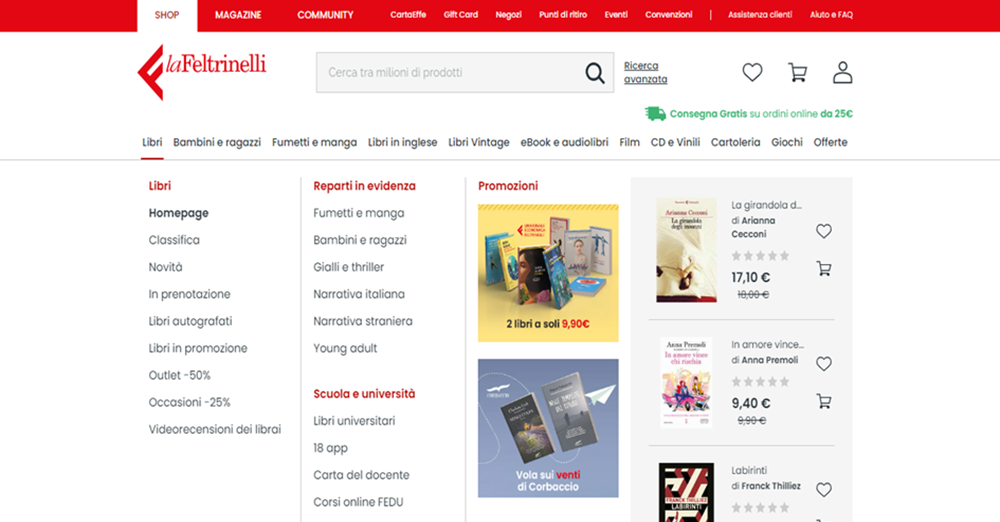 SHOP MAGAZINE COMMUNITY CartaEffe Gift Card Negozi Punti di ritiro Eventi Convenzioni | Assistenza clienti Aiuto e FAQ
laFeltrinelli
Cerca tra milioni di prodotti
Ricerca
avanzata
Consegna Gratis su ordini online da 25€
Libri Bambini e ragazzi Fumetti e manga Libri in inglese Libri Vintage eBook e audiolibri Film CD e Vinili Cartoleria Giochi Offerte
Libri
Homepage
Classifica
Novità
In prenotazione
Libri autografati
Libri in promozione
Outlet -50%
Occasioni -25%
Videorecensioni dei librai
Reparti in evidenza
Fumetti e manga
Bambini e ragazzi
Gialli e thriller
Narrativa italiana
Narrativa straniera
Young adult
Scuola e università
Libri universitari
18 app
Carta del docente
Corsi online FEDU
Promozioni
2 libri a soli 9,90€
CORBACCIO
Vola sui venti
di Corbaccio
Arianna Cecconi
La girandola
degli insonni
La girandola d...
di Arianna
Cecconi
17,10 €
18,00 €
Anna Premoli
In amore vince
chi rischia
In amore vince...
di Anna Premoli
9,40 €
9,90 €
FRANCK THILLIEZ
LABIRINTI
Labirinti
di Franck Thilliez